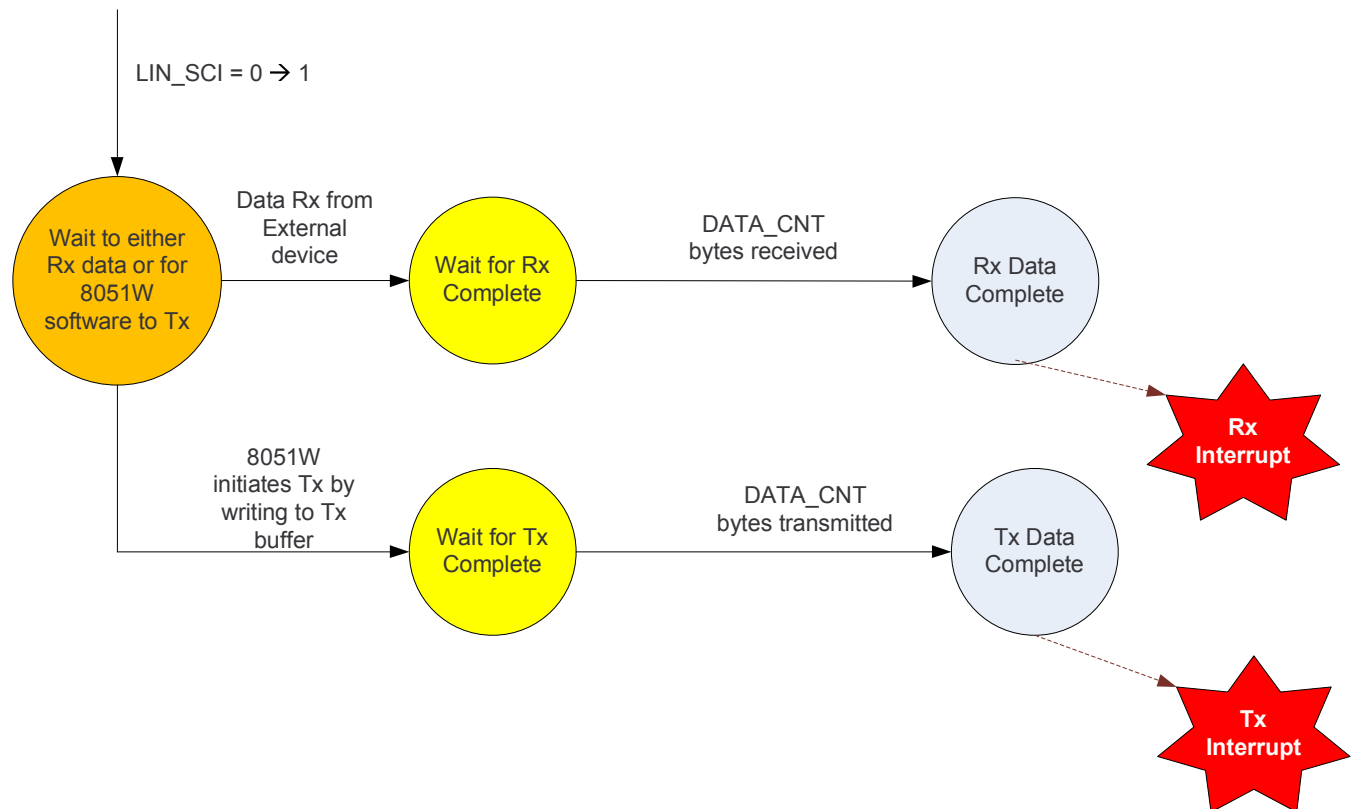 LIN_SCI = 0 → 1
Wait to either
Rx data or for
8051W
software to Tx
Data Rx from
External
device
Wait for Rx
Complete
DATA_CNT
bytes received
Rx Data
Complete
Rx
Interrupt
8051W
initiates Tx by
writing to Tx
buffer
Wait for Tx
Complete
DATA_CNT
bytes transmitted
Tx Data
Complete
Tx
Interrupt